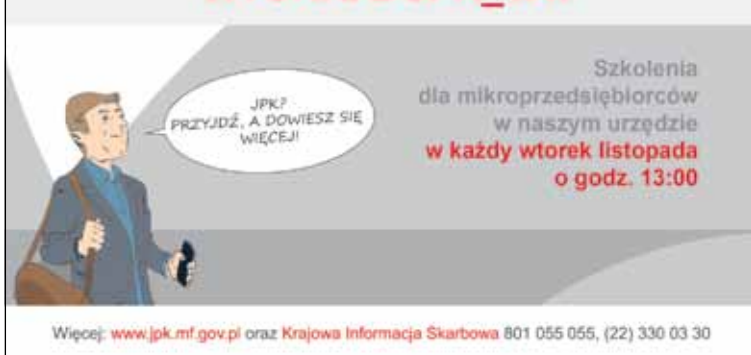 JPK?
PRZYJDŹ, A DOWIESZ SIĘ
WIĘCEJ!
Szkolenia
dla mikroprzedsiębiorców
w naszym urzędzie
w każdy wtorek listopada
o godz. 13:00
Więcej: www.jpk.mf.gov.pl oraz Krajowa Informacja Skarbowa 801 055 055, (22) 330 03 30